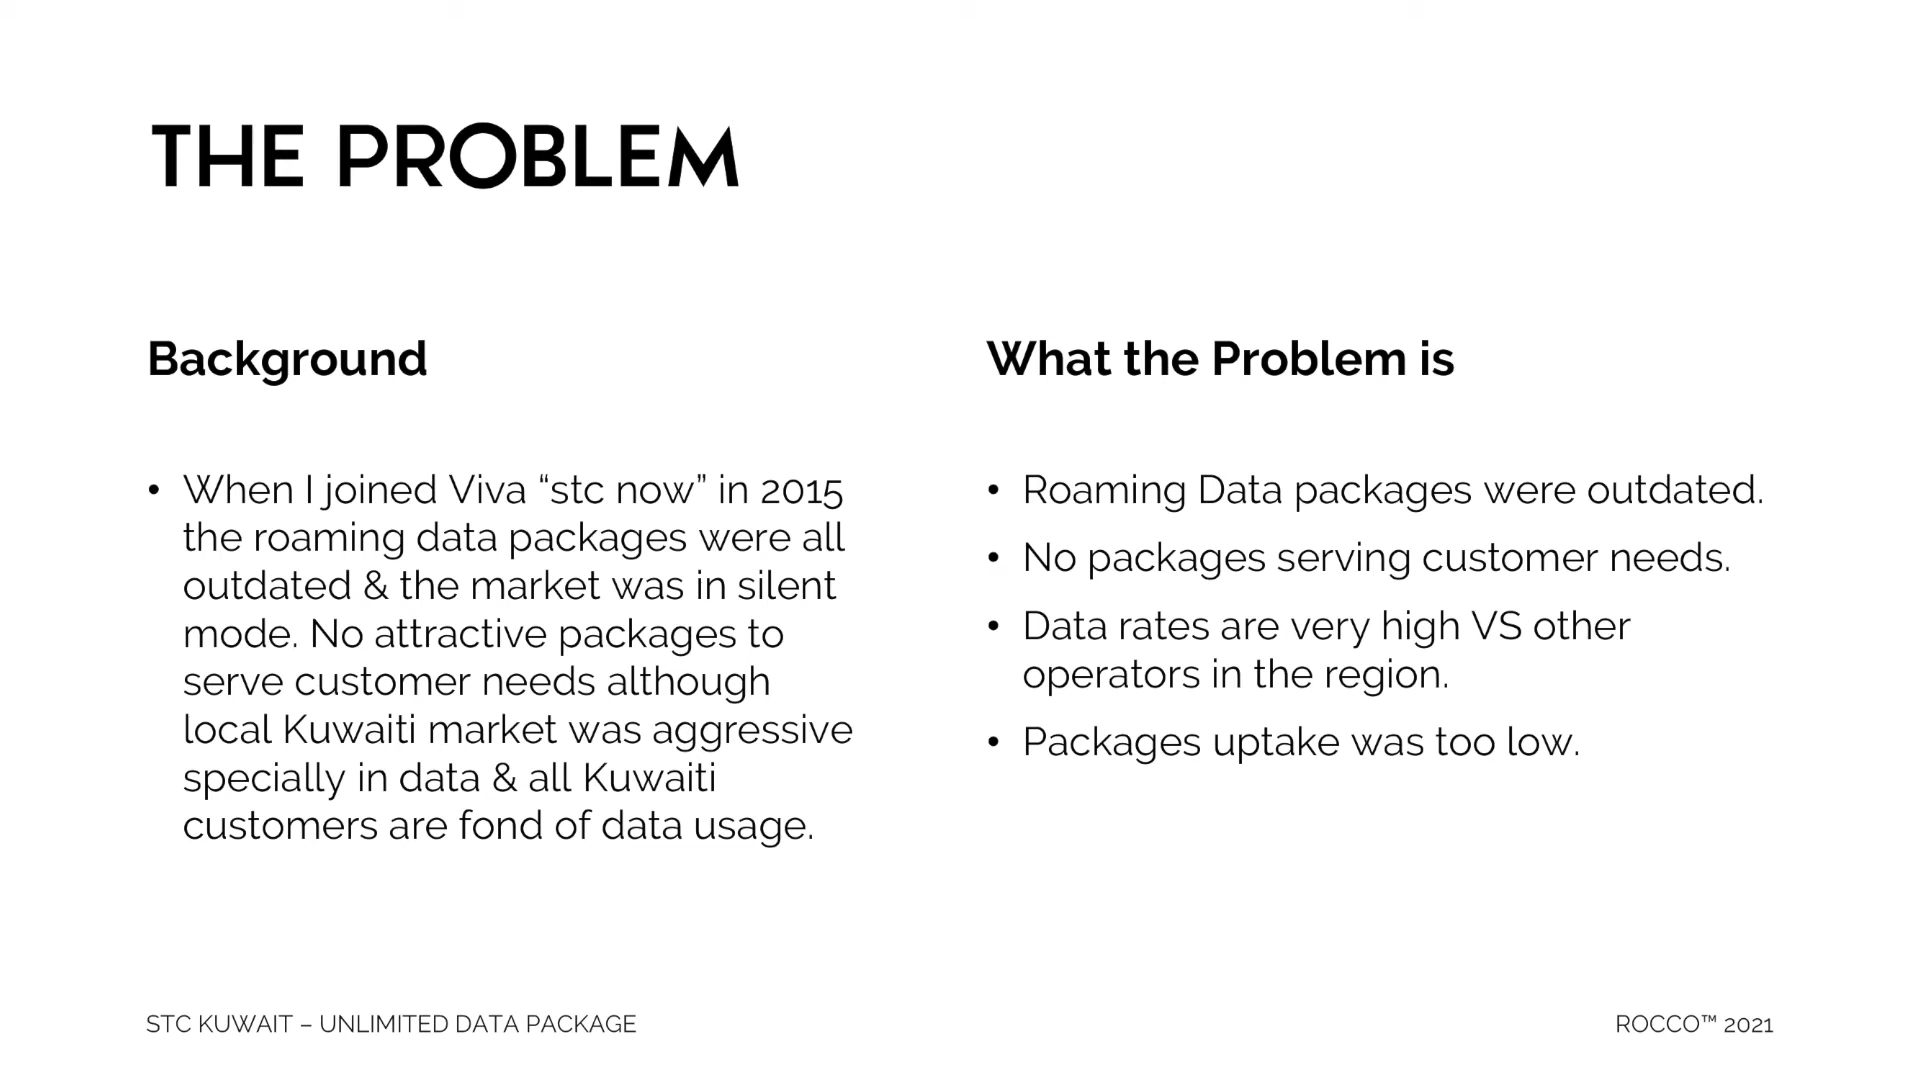 THE PROBLEM
Background
• When I joined Viva “stc now” in 2015
the roaming data packages were all
outdated & the market was in silent
mode. No attractive packages to
serve customer needs although
local Kuwaiti market was aggressive
specially in data & all Kuwaiti
customers are fond of data usage.
What the Problem is
• Roaming Data packages were outdated.
• No packages serving customer needs.
• Data rates are very high VS other
operators in the region.
• Packages uptake was too low.
STC KUWAIT – UNLIMITED DATA PACKAGE
ROCCO™ 2021